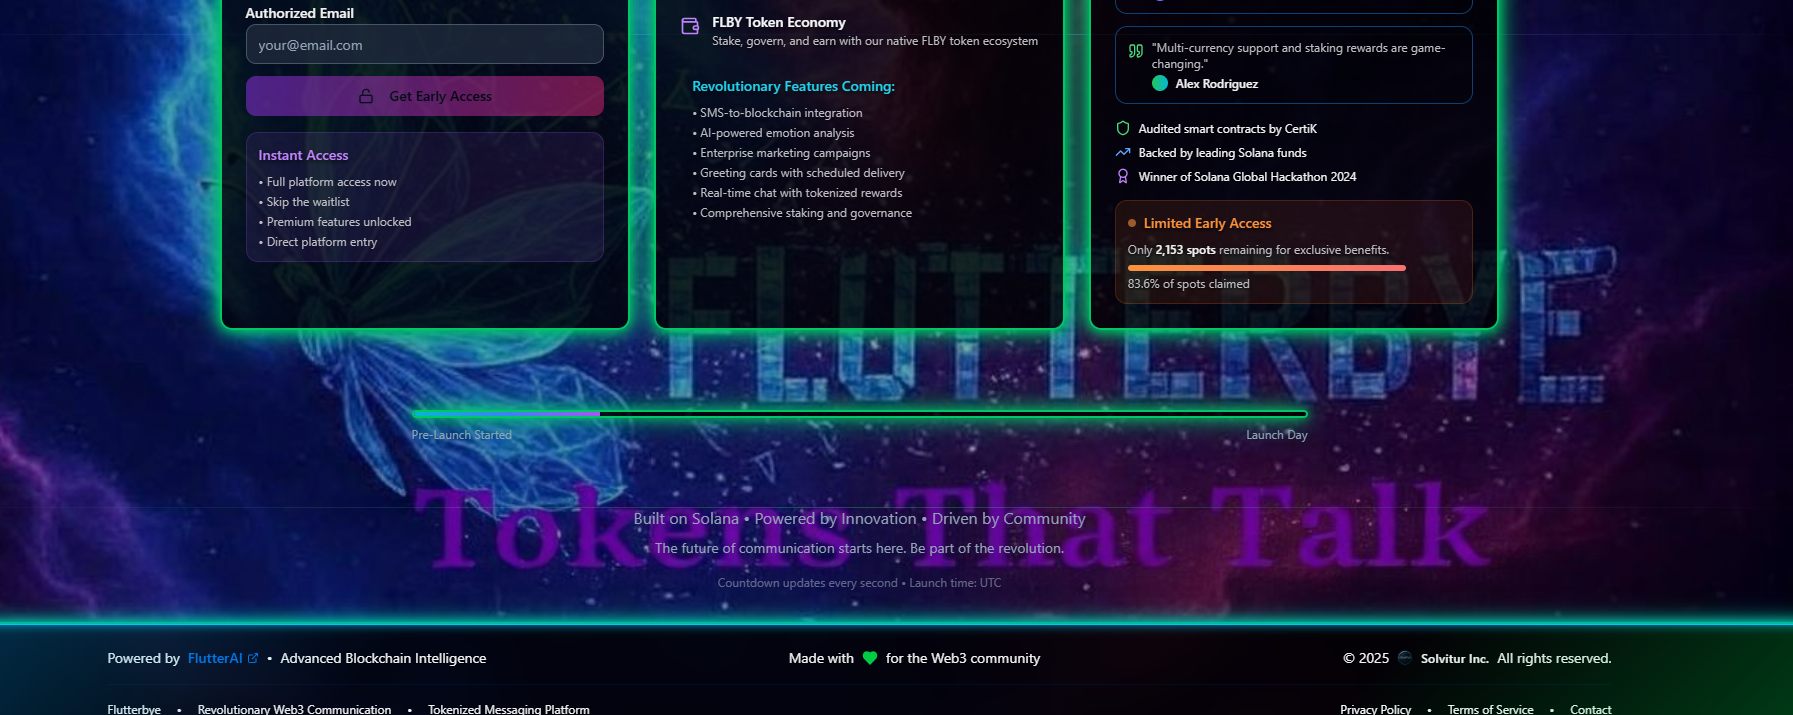 Authorized Email
your@email.com
Get Early Access
Instant Access
• Full platform access now
• Skip the waitlist
• Premium features unlocked
• Direct platform entry
FLBY Token Economy
Stake, govern, and earn with our native FLBY token ecosystem
Revolutionary Features Coming:
• SMS-to-blockchain integration
• AI-powered emotion analysis
• Enterprise marketing campaigns
• Greeting cards with scheduled delivery
• Real-time chat with tokenized rewards
• Comprehensive staking and governance
"Multi-currency support and staking rewards are game-
changing."
Alex Rodriguez
Audited smart contracts by CertiK
Backed by leading Solana funds
Winner of Solana Global Hackathon 2024
Limited Early Access
Only 2,153 spots remaining for exclusive benefits.
83.6% of spots claimed
FLUTTERBYE
Pre-Launch Started
Launch Day
Tokens That Talk
Built on Solana • Powered by Innovation • Driven by Community
The future of communication starts here. Be part of the revolution.
Countdown updates every second • Launch time: UTC
Powered by FlutterAI • Advanced Blockchain Intelligence
Made with for the Web3 community
© 2025 Solvitur Inc. All rights reserved.
Flutterbye • Revolutionary Web3 Communication • Tokenized Messaging Platform
Privacy Policy • Terms of Service • Contact